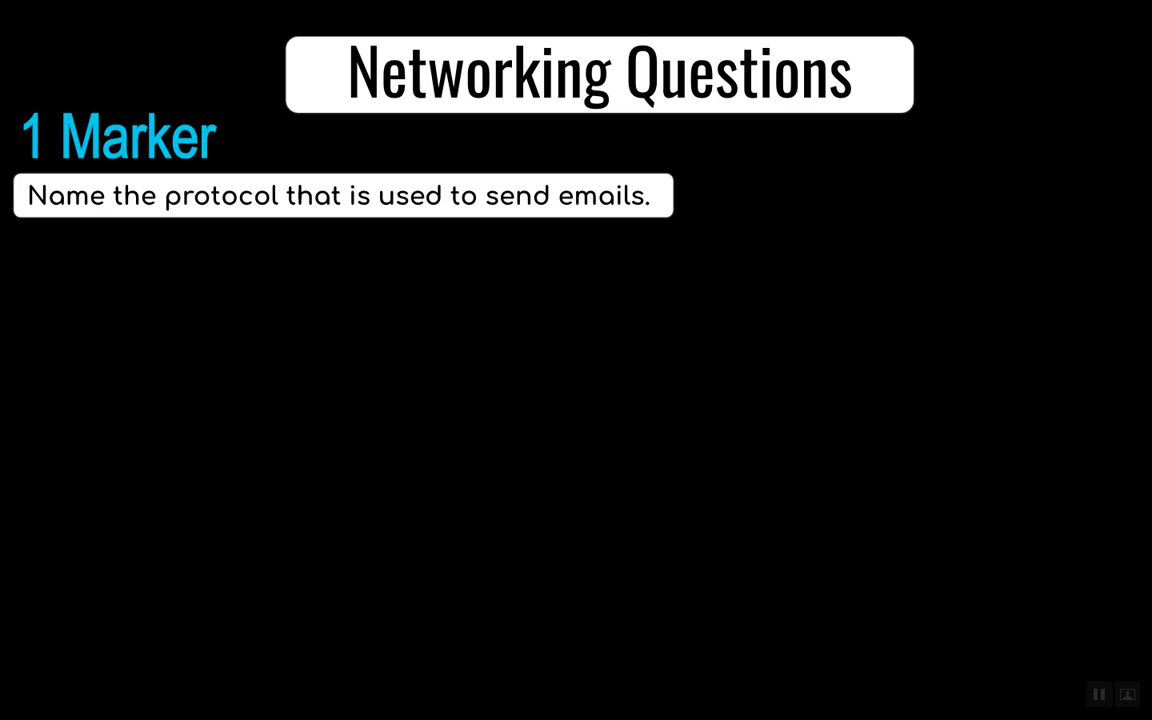 Networking Questions
1 Marker
Name the protocol that is used to send emails.